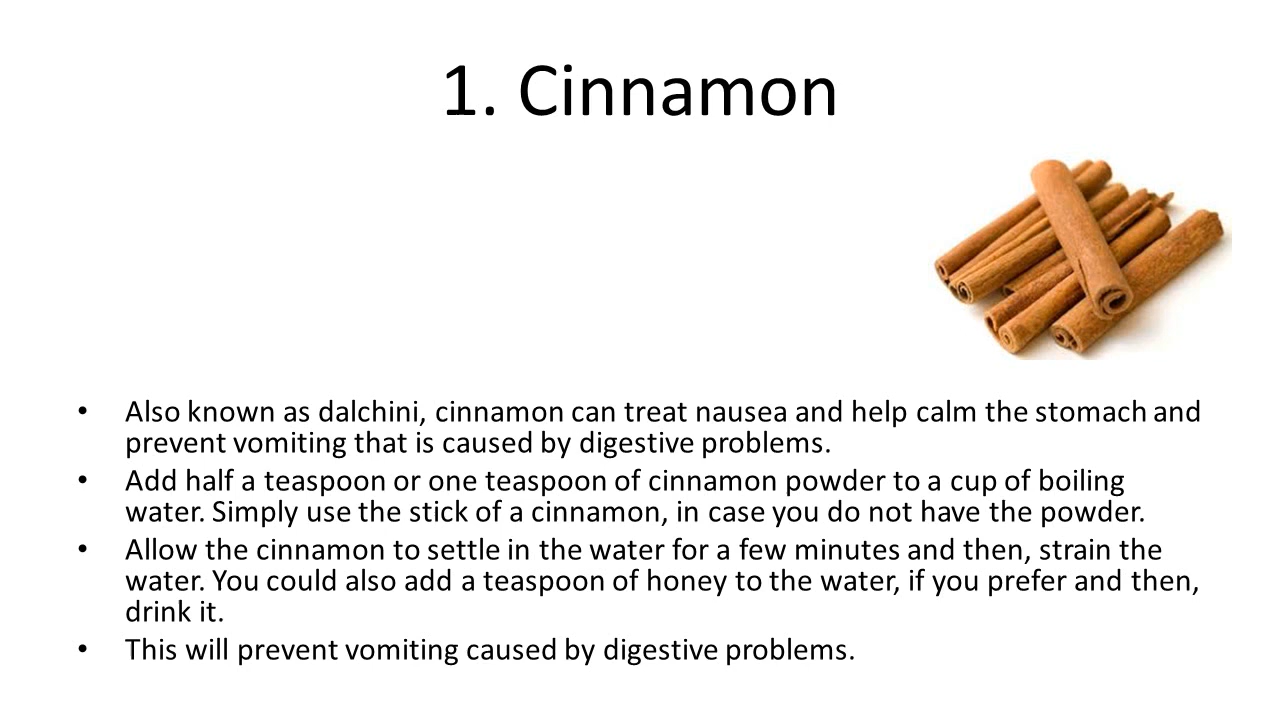 1. Cinnamon
• Also known as dalchini, cinnamon can treat nausea and help calm the stomach and
prevent vomiting that is caused by digestive problems.
• Add half a teaspoon or one teaspoon of cinnamon powder to a cup of boiling
water. Simply use the stick of a cinnamon, in case you do not have the powder.
• Allow the cinnamon to settle in the water for a few minutes and then, strain the
water. You could also add a teaspoon of honey to the water, if you prefer and then,
drink it.
• This will prevent vomiting caused by digestive problems.